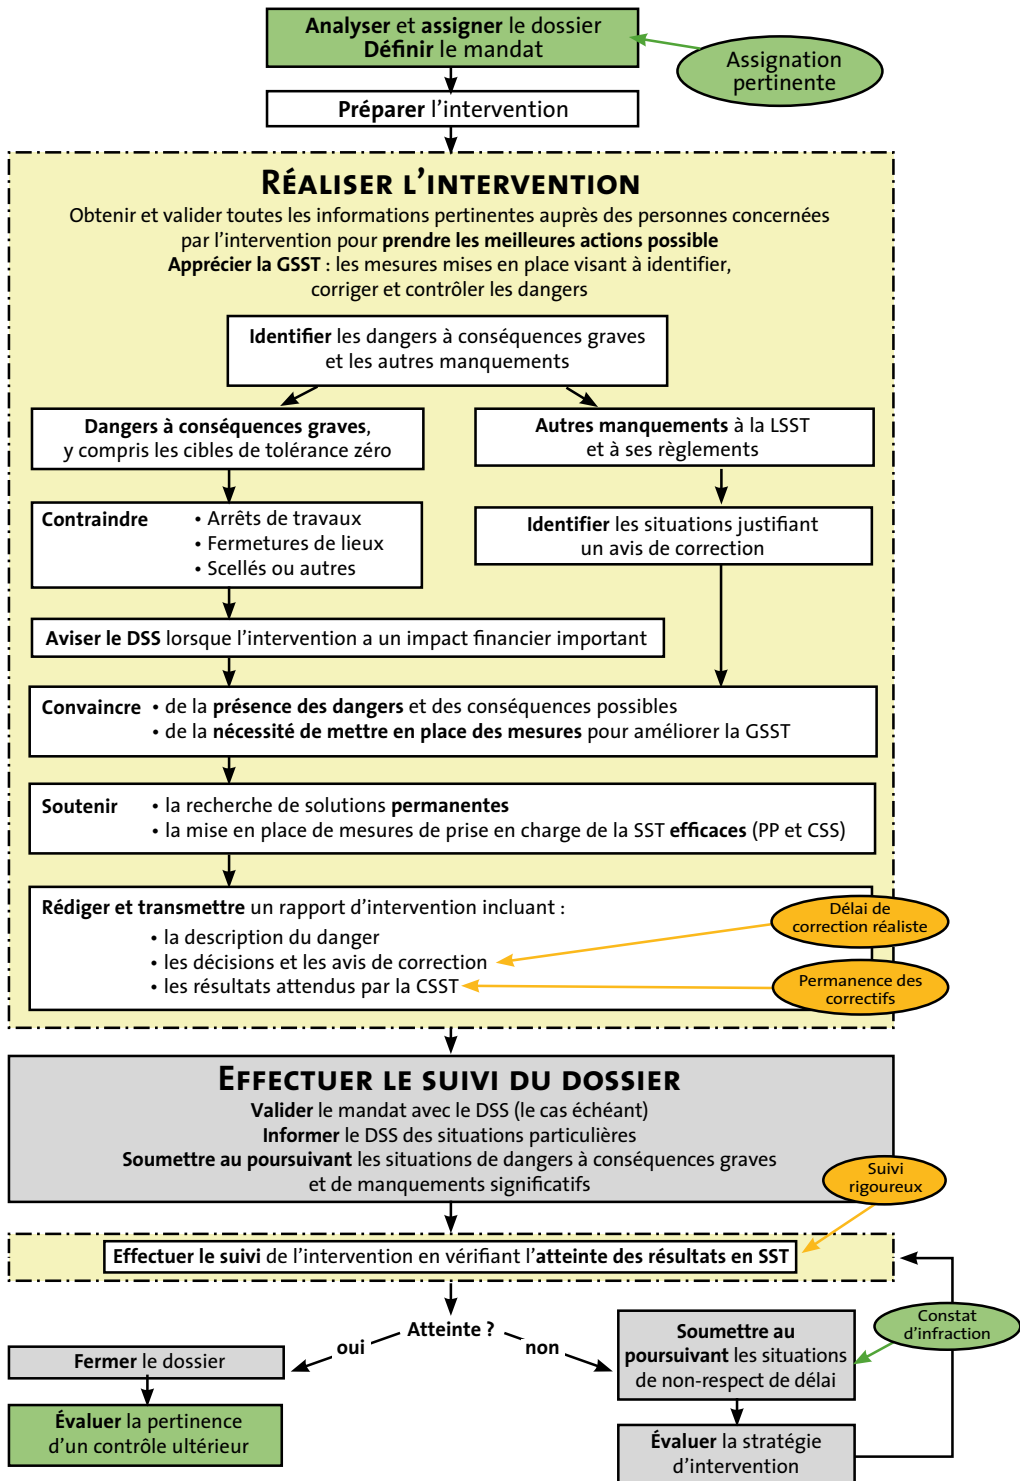 Analyser et assigner le dossier
Définir le mandat
Assignation
pertinente
Préparer l'intervention
RÉALISER L'INTERVENTION
Obtenir et valider toutes les informations pertinentes auprès des personnes concernées
par l'intervention pour prendre les meilleures actions possible
Apprécier la GSST : les mesures mises en place visant à identifier,
corriger et contrôler les dangers
Identifier les dangers à conséquences graves
et les autres manquements
Dangers à conséquences graves,
y compris les cibles de tolérance zéro
Autres manquements à la LSST
et à ses règlements
Contraindre • Arrêts de travaux
• Fermetures de lieux
• Scellés ou autres
Identifier les situations justifiant
un avis de correction
Aviser le DSS lorsque l'intervention a un impact financier important
Convaincre • de la présence des dangers et des conséquences possibles
• de la nécessité de mettre en place des mesures pour améliorer la GSST
Soutenir • la recherche de solutions permanentes
• la mise en place de mesures de prise en charge de la SST efficaces (PP et CSS)
Rédiger et transmettre un rapport d'intervention incluant :
• la description du danger
• les décisions et les avis de correction
• les résultats attendus par la CSST
Délai de
correction réaliste
Permanence des
correctifs
EFFECTUER LE SUIVI DU DOSSIER
Valider le mandat avec le DSS (le cas échéant)
Informer le DSS des situations particulières
Soumettre au poursuivant les situations de dangers à conséquences graves
et de manquements significatifs
Suivi
rigoureux
Effectuer le suivi de l'intervention en vérifiant l'atteinte des résultats en SST
Atteinte ?
oui
non
Fermer le dossier
Évaluer la pertinence
d'un contrôle ultérieur
Soumettre au
poursuivant les situations
de non-respect de délai
Constat
d'infraction
Évaluer la stratégie
d'intervention